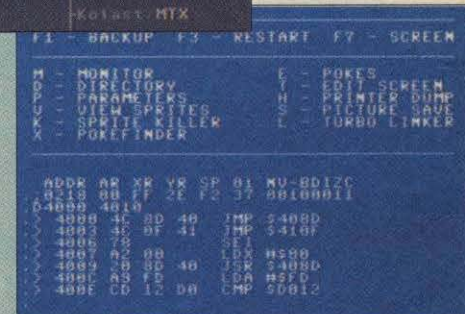 Kolast.MTX
F1 - BACKUP F3 - RESTART F7 - SCREEN
M - MONITOR E - POKES
D - DIRECTORY T - EDIT SCREEN
P - PARAMETERS H - PRINTER DUMP
V - VIEW SPRITES S - PICTURE SAVE
K - SPRITE KILLER L - TURBO LINKER
X - POKEFINDER
ADDR AR XR YR SP 01 NV-BDIZC
.;0218 00 FF 2E F2 37 00100011
D4000 4010
.> 4000 4C 8D 40 JMP $408D
.> 4003 4C 0F 41 JMP $410F
.> 4006 78 SEI
.> 4007 A2 00 LDX #$00
.> 4009 20 8D 40 JSR $408D
.> 400C A9 FD LDA #$FD
.> 400E CD 12 D0 CMP $D012